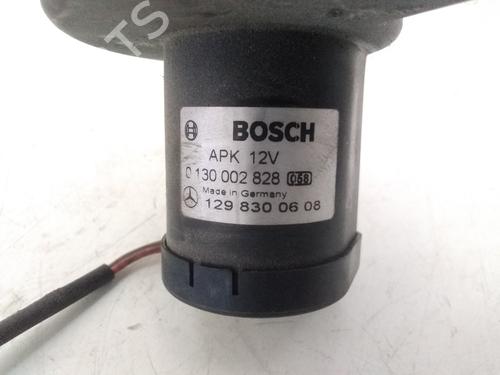 BOSCH
APK 12V
0 130 002 828 058
Made in Germany
129 830 06 08